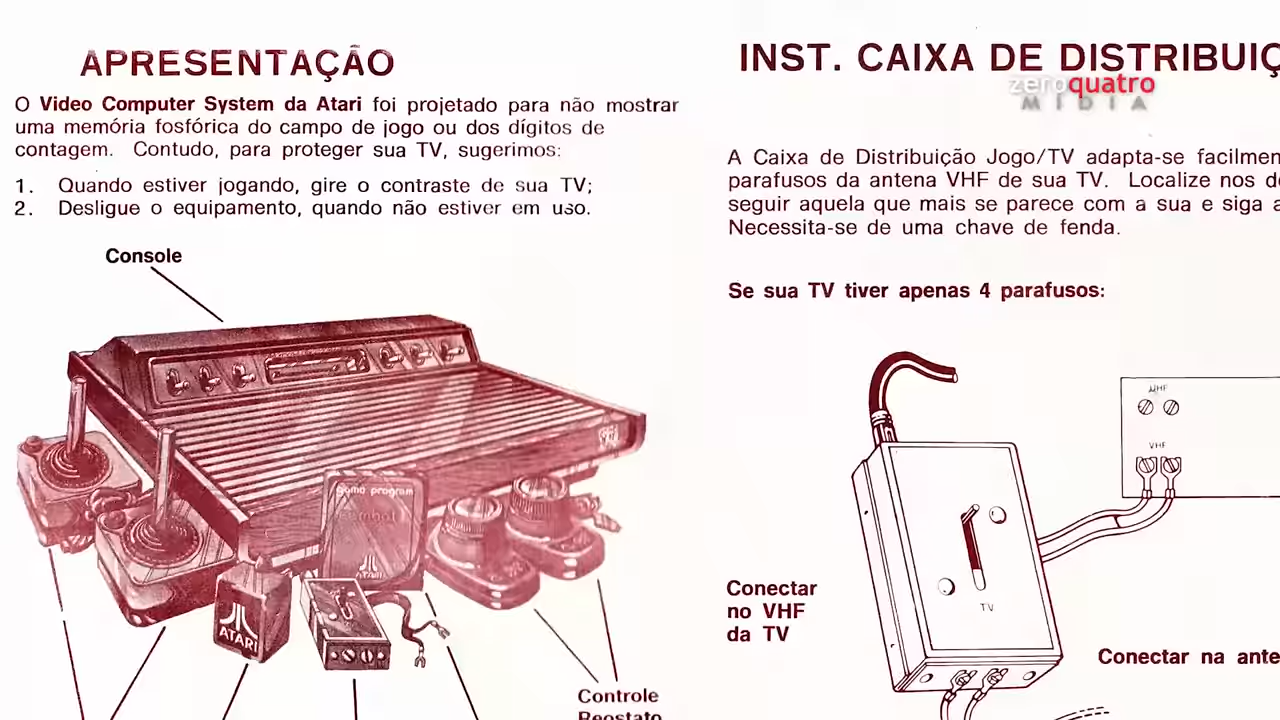 APRESENTAÇÃO
O Video Computer System da Atari foi projetado para não mostrar
uma memória fosfórica do campo de jogo ou dos dígitos de
contagem. Contudo, para proteger sua TV, sugerimos:
1. Quando estiver jogando, gire o contraste de sua TV;
2. Desligue o equipamento, quando não estiver em uso.
Console
game program
combat
ATARI
ATARI
Controle
Reostato
INST. CAIXA DE DISTRIBUIÇ
zeroquatro
MÍDIA
A Caixa de Distribuição Jogo/TV adapta-se facilmen
parafusos da antena VHF de sua TV. Localize nos de
seguir aquela que mais se parece com a sua e siga a
Necessita-se de uma chave de fenda.
Se sua TV tiver apenas 4 parafusos:
UHF
VHF
TV
Conectar
no VHF
da TV
Conectar na ante